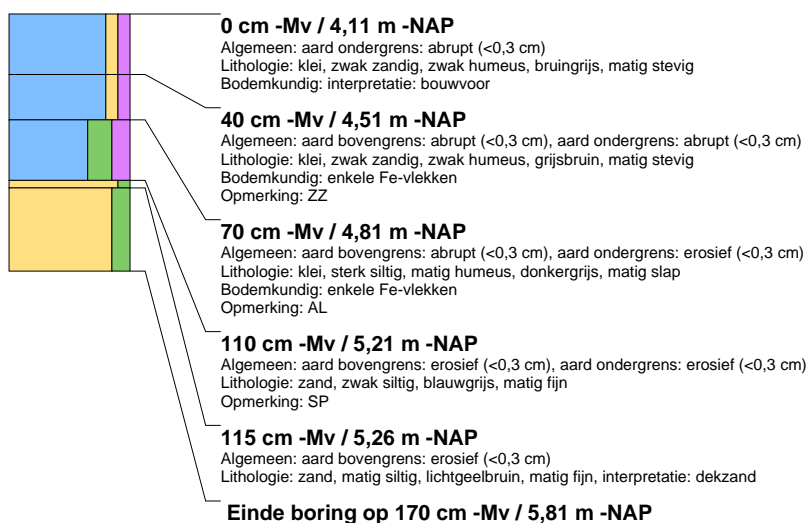 0 cm -Mv / 4,11 m -NAP
Algemeen: aard ondergrens: abrupt (<0,3 cm)
Lithologie: klei, zwak zandig, zwak humeus, bruingrijs, matig stevig
Bodemkundig: interpretatie: bouwvoor
40 cm -Mv / 4,51 m -NAP
Algemeen: aard bovengrens: abrupt (<0,3 cm), aard ondergrens: abrupt (<0,3 cm)
Lithologie: klei, zwak zandig, zwak humeus, grijsbruin, matig stevig
Bodemkundig: enkele Fe-vlekken
Opmerking: ZZ
70 cm -Mv / 4,81 m -NAP
Algemeen: aard bovengrens: abrupt (<0,3 cm), aard ondergrens: erosief (<0,3 cm)
Lithologie: klei, sterk siltig, matig humeus, donkergrijs, matig slap
Bodemkundig: enkele Fe-vlekken
Opmerking: AL
110 cm -Mv / 5,21 m -NAP
Algemeen: aard bovengrens: erosief (<0,3 cm), aard ondergrens: erosief (<0,3 cm)
Lithologie: zand, zwak siltig, blauwgrijs, matig fijn
Opmerking: SP
115 cm -Mv / 5,26 m -NAP
Algemeen: aard bovengrens: erosief (<0,3 cm)
Lithologie: zand, matig siltig, lichtgeelbruin, matig fijn, interpretatie: dekzand
Einde boring op 170 cm -Mv / 5,81 m -NAP